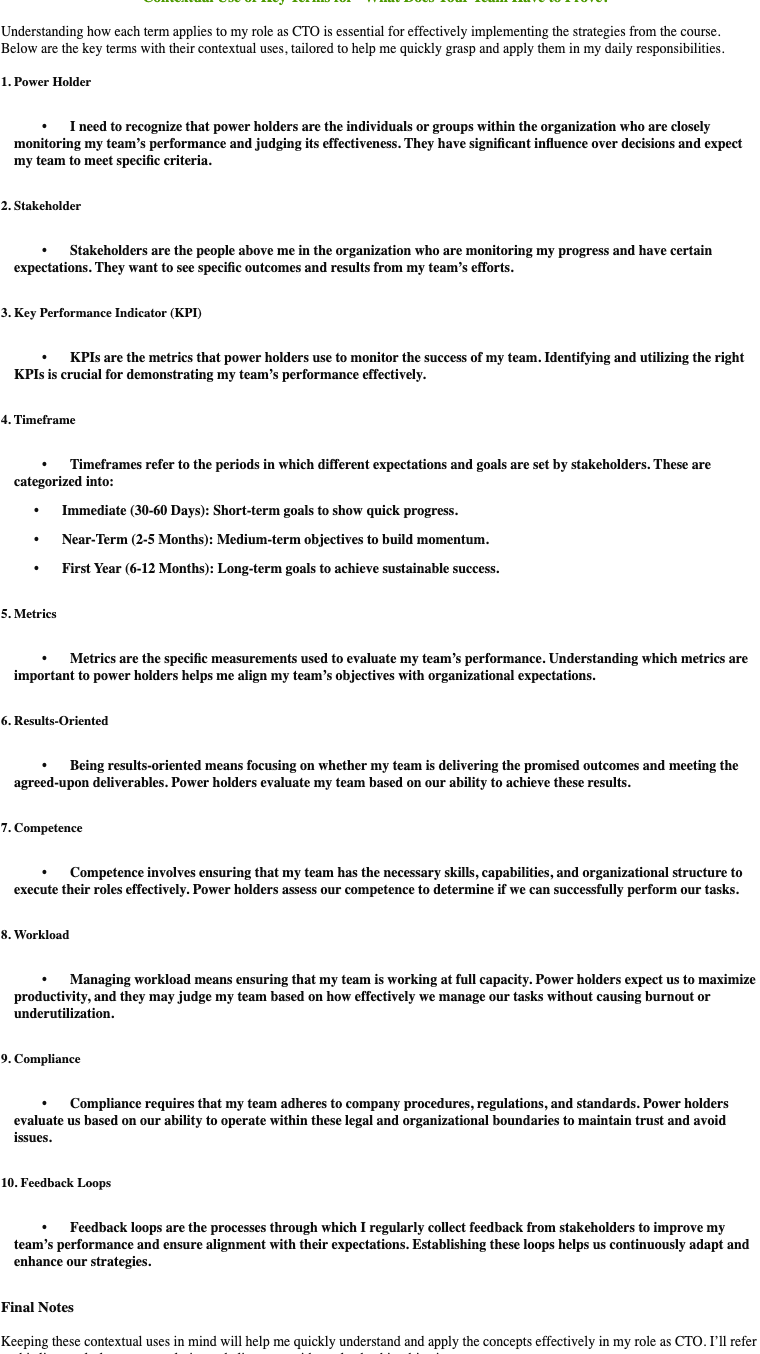 Contextual Use of Key Terms for "What Does Your Team Have to Prove?"
Understanding how each term applies to my role as CTO is essential for effectively implementing the strategies from the course.
Below are the key terms with their contextual uses, tailored to help me quickly grasp and apply them in my daily responsibilities.
1. Power Holder
• I need to recognize that power holders are the individuals or groups within the organization who are closely
monitoring my team’s performance and judging its effectiveness. They have significant influence over decisions and expect
my team to meet specific criteria.
2. Stakeholder
• Stakeholders are the people above me in the organization who are monitoring my progress and have certain
expectations. They want to see specific outcomes and results from my team’s efforts.
3. Key Performance Indicator (KPI)
• KPIs are the metrics that power holders use to monitor the success of my team. Identifying and utilizing the right
KPIs is crucial for demonstrating my team’s performance effectively.
4. Timeframe
• Timeframes refer to the periods in which different expectations and goals are set by stakeholders. These are
categorized into:
• Immediate (30-60 Days): Short-term goals to show quick progress.
• Near-Term (2-5 Months): Medium-term objectives to build momentum.
• First Year (6-12 Months): Long-term goals to achieve sustainable success.
5. Metrics
• Metrics are the specific measurements used to evaluate my team’s performance. Understanding which metrics are
important to power holders helps me align my team’s objectives with organizational expectations.
6. Results-Oriented
• Being results-oriented means focusing on whether my team is delivering the promised outcomes and meeting the
agreed-upon deliverables. Power holders evaluate my team based on our ability to achieve these results.
7. Competence
• Competence involves ensuring that my team has the necessary skills, capabilities, and organizational structure to
execute their roles effectively. Power holders assess our competence to determine if we can successfully perform our tasks.
8. Workload
• Managing workload means ensuring that my team is working at full capacity. Power holders expect us to maximize
productivity, and they may judge my team based on how effectively we manage our tasks without causing burnout or
underutilization.
9. Compliance
• Compliance requires that my team adheres to company procedures, regulations, and standards. Power holders
evaluate us based on our ability to operate within these legal and organizational boundaries to maintain trust and avoid
issues.
10. Feedback Loops
• Feedback loops are the processes through which I regularly collect feedback from stakeholders to improve my
team’s performance and ensure alignment with their expectations. Establishing these loops helps us continuously adapt and
enhance our strategies.
Final Notes
Keeping these contextual uses in mind will help me quickly understand and apply the concepts effectively in my role as CTO. I’ll refer